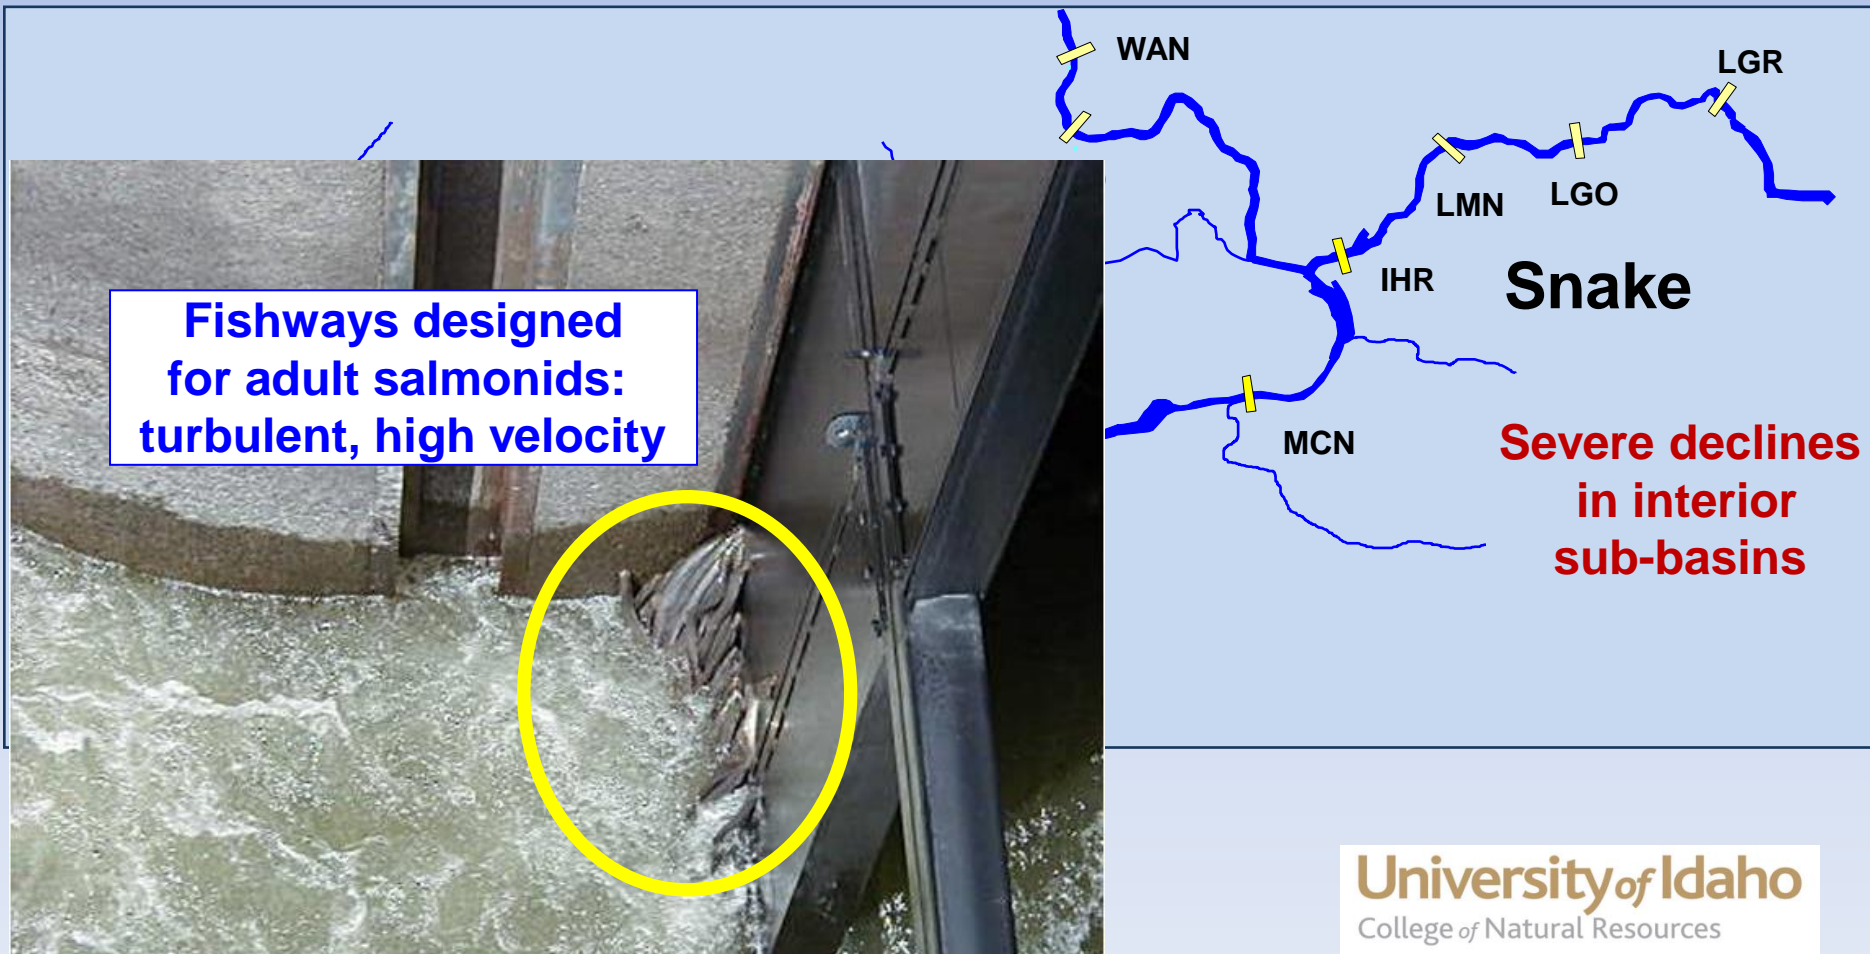 WAN
LGR
LMN
LGO
IHR
Snake
MCN
Fishways designed
for adult salmonids:
turbulent, high velocity
Severe declines
in interior
sub-basins
University of Idaho
College of Natural Resources